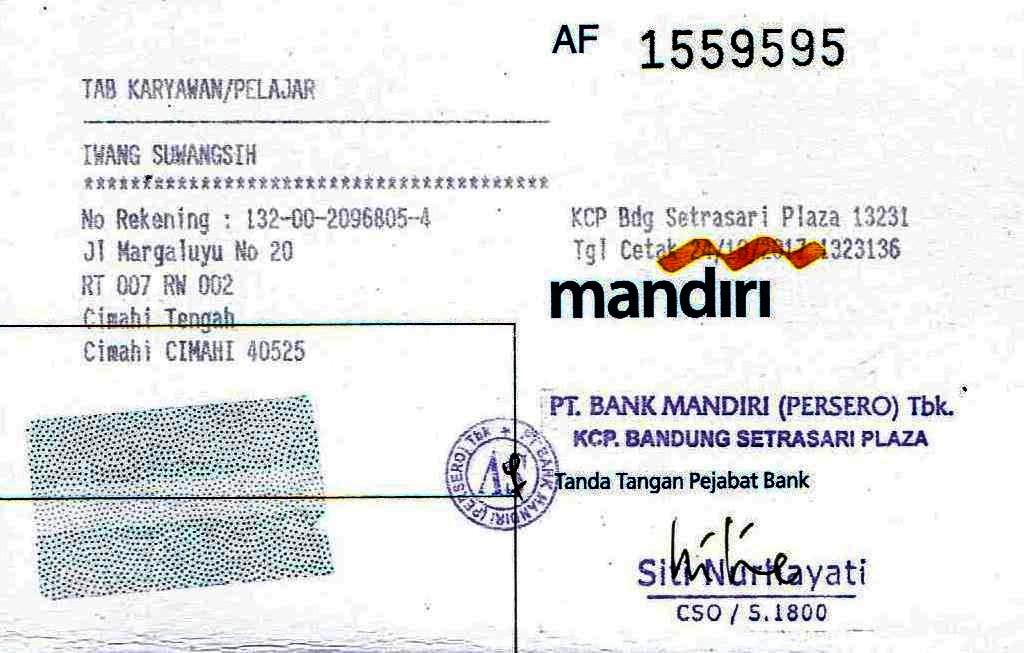 AF 1559595
TAB KARYAWAN/PELAJAR
IWANG SUWANGSIH
***************************************
No Rekening : 132-00-2096805-4
Jl Margaluyu No 20
RT 007 RW 002
Cimahi Tengah
Cimahi CIMAHI 40525
KCP Bdg Setrasari Plaza 13231
Tgl Cetak 24/10/2017 1323136
mandiri
PT. BANK MANDIRI (PERSERO) Tbk.
KCP. BANDUNG SETRASARI PLAZA
PT BANK MANDIRI (PERSERO) Tbk
Tanda Tangan Pejabat Bank
Siti NurHayati
CSO / S.1800